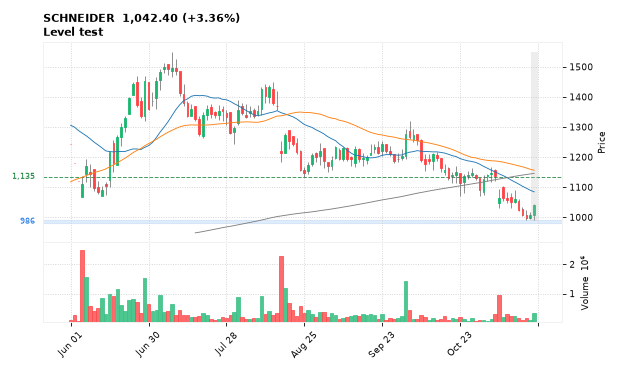 SCHNEIDER 1,042.40 (+3.36%)
Level test
1500
1400
1300
1200
1100
1000
Price
1,135
986
2
1
Volume 10⁶
Jun 01
Jun 30
Jul 28
Aug 25
Sep 23
Oct 23